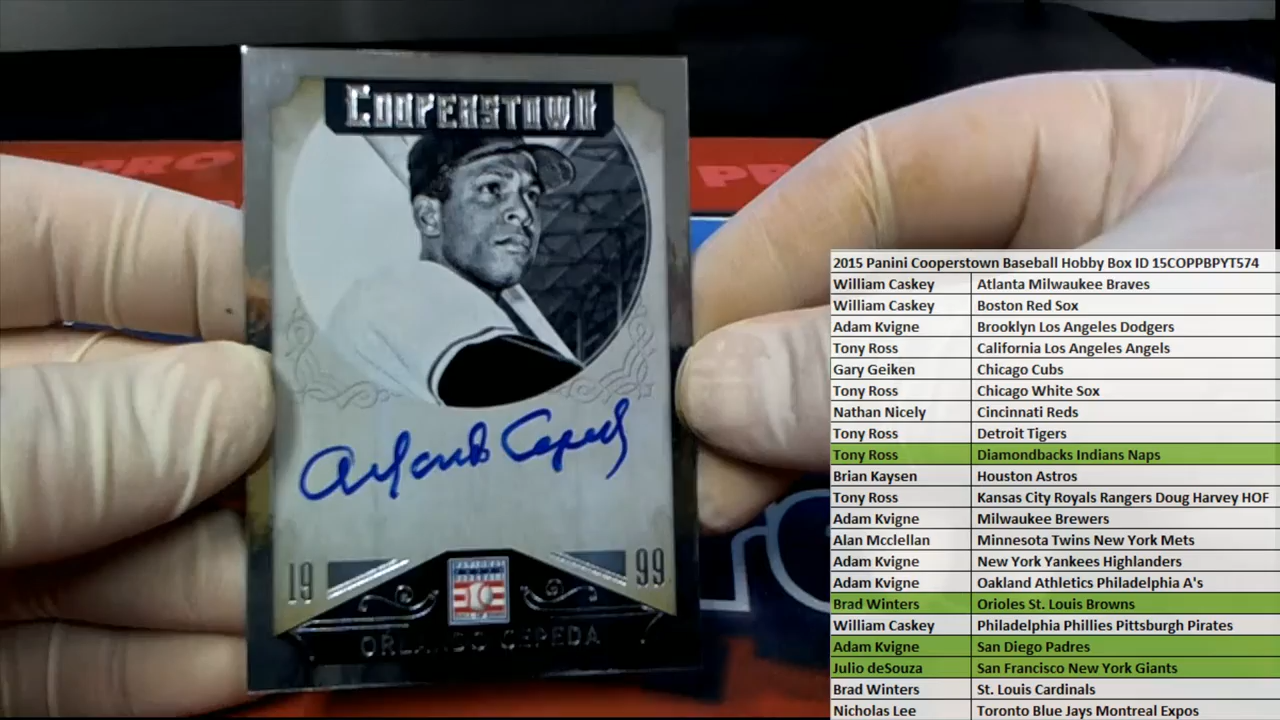 PRO
PR
COOPERSTOWN
Orlando Cepeda
19
99
ORLANDO CEPEDA
2015 Panini Cooperstown Baseball Hobby Box ID 15COPPBPYT574
William Caskey Atlanta Milwaukee Braves
William Caskey Boston Red Sox
Adam Kvigne Brooklyn Los Angeles Dodgers
Tony Ross California Los Angeles Angels
Gary Geiken Chicago Cubs
Tony Ross Chicago White Sox
Nathan Nicely Cincinnati Reds
Tony Ross Detroit Tigers
Tony Ross Diamondbacks Indians Naps
Brian Kaysen Houston Astros
Tony Ross Kansas City Royals Rangers Doug Harvey HOF
Adam Kvigne Milwaukee Brewers
Alan Mcclellan Minnesota Twins New York Mets
Adam Kvigne New York Yankees Highlanders
Adam Kvigne Oakland Athletics Philadelphia A's
Brad Winters Orioles St. Louis Browns
William Caskey Philadelphia Phillies Pittsburgh Pirates
Adam Kvigne San Diego Padres
Julio deSouza San Francisco New York Giants
Brad Winters St. Louis Cardinals
Nicholas Lee Toronto Blue Jays Montreal Expos